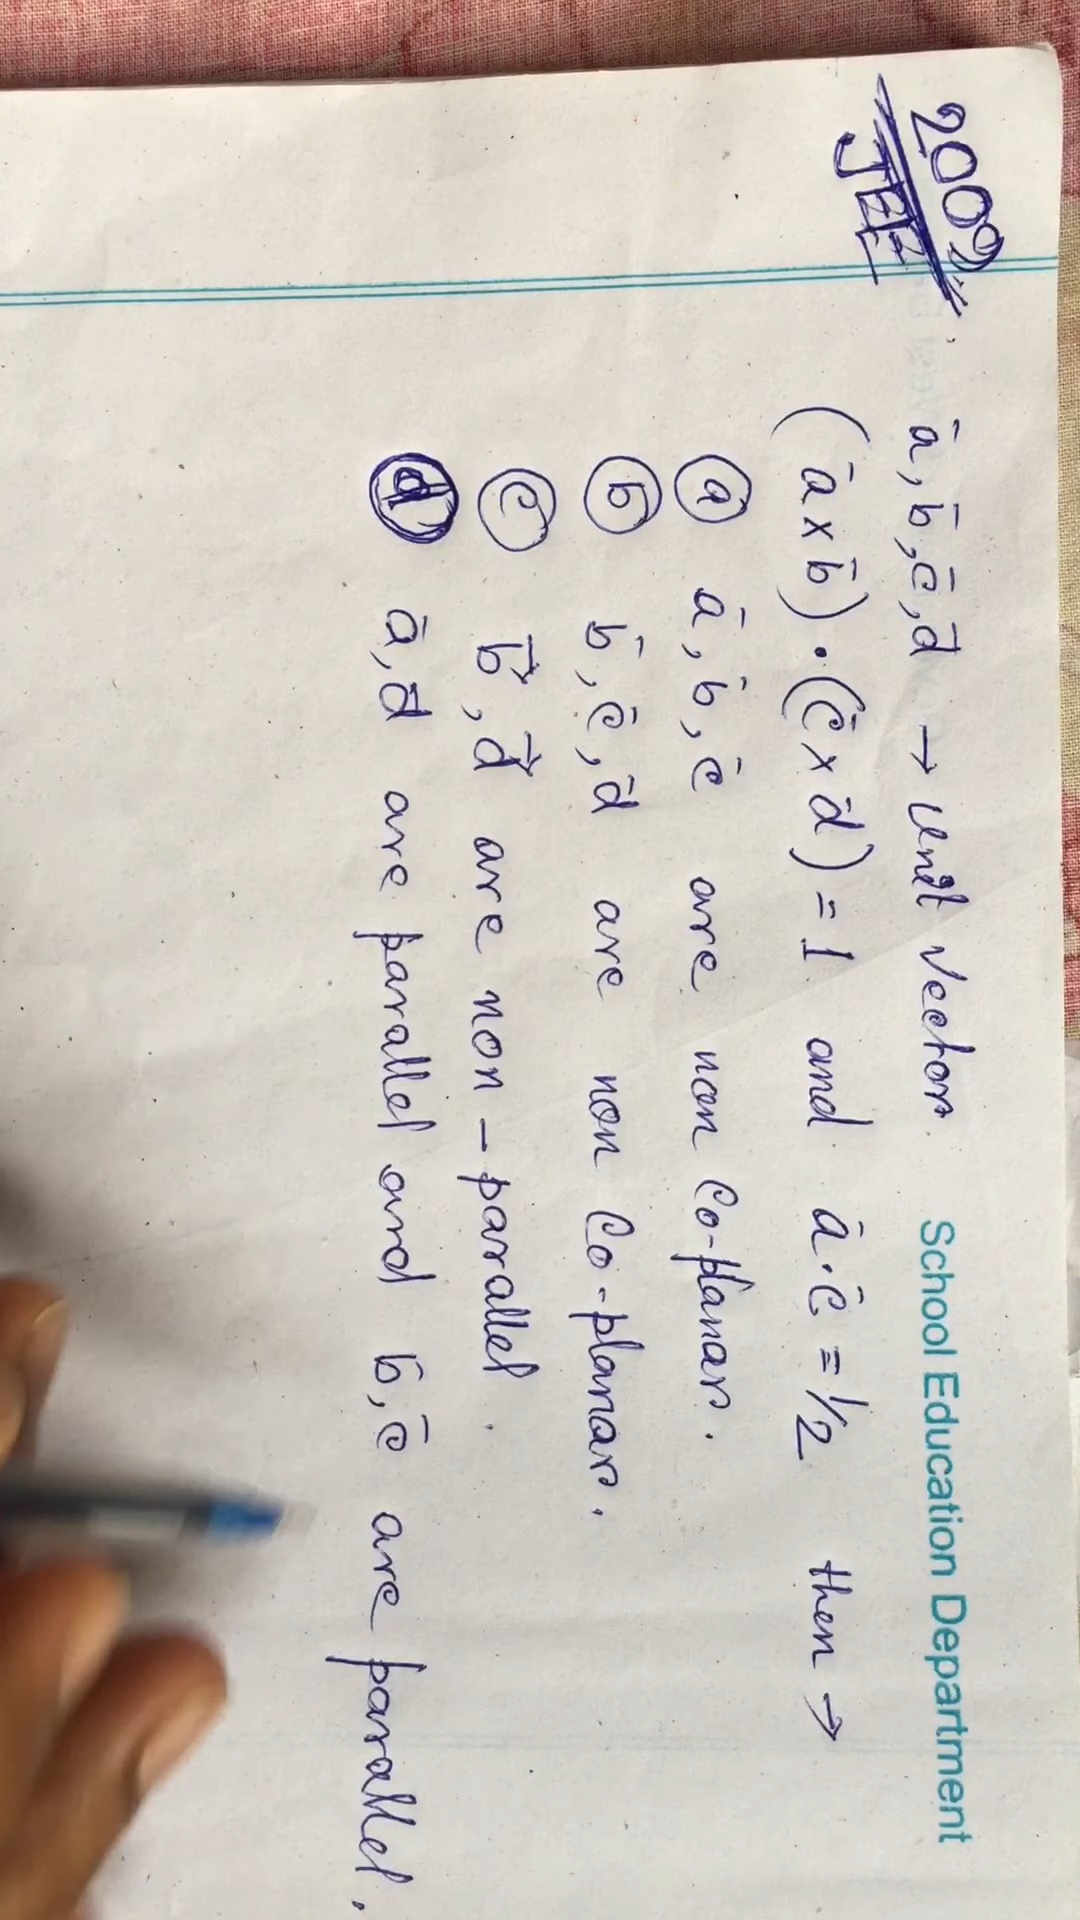 2009
JEE
School Education Department
ā, b̄, c̄, d̄ → Unit Vector.
(ā×b̄)·(c̄×d̄)=1 and ā·c̄=1/2 then →
(a) ā, b̄, c̄ are non Co-planar.
(b) b̄, c̄, d̄ are non Co-planar.
(c) b⃗, d⃗ are non-parallel.
(d) ā, d̄ are parallel and b̄, c̄ are parallel.